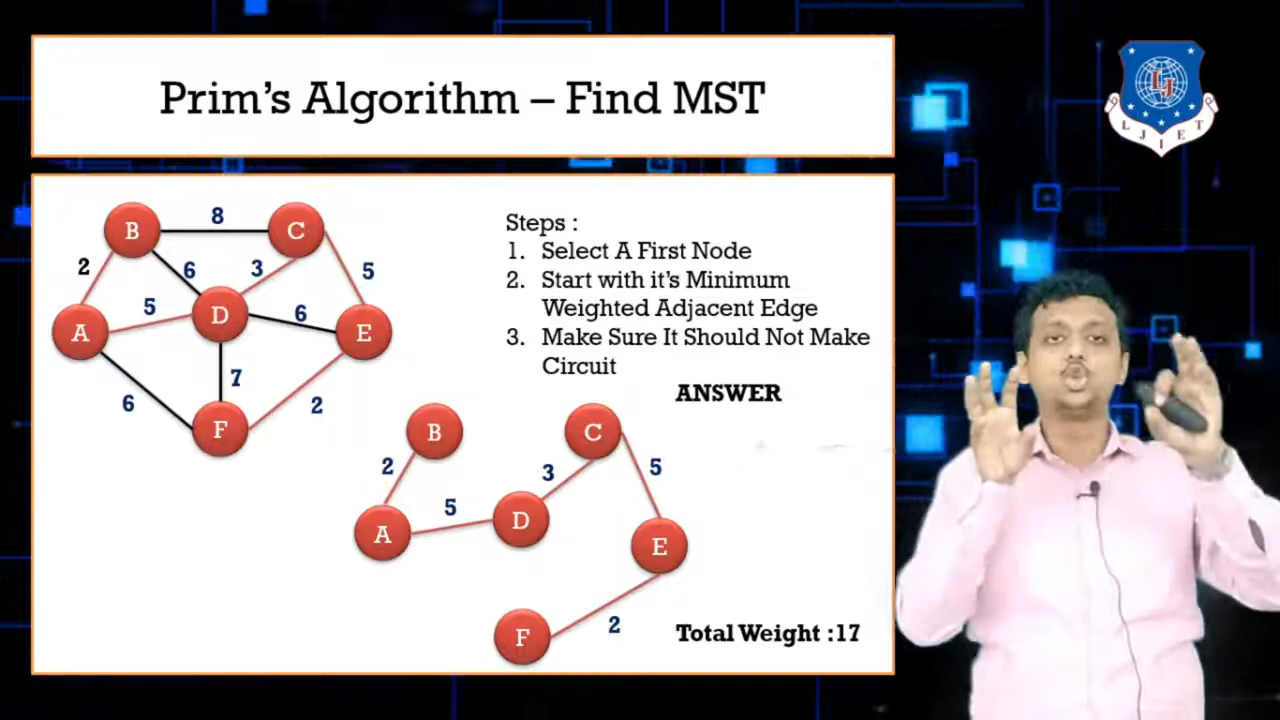 Prim's Algorithm – Find MST
L J I E T
LJ
B 8 C
2 6 3 5
5
A D 6 E
7
6 2
F
Steps :
1. Select A First Node
2. Start with it's Minimum
Weighted Adjacent Edge
3. Make Sure It Should Not Make
Circuit
ANSWER
B C
2 3 5
5
A D E
F 2
Total Weight :17